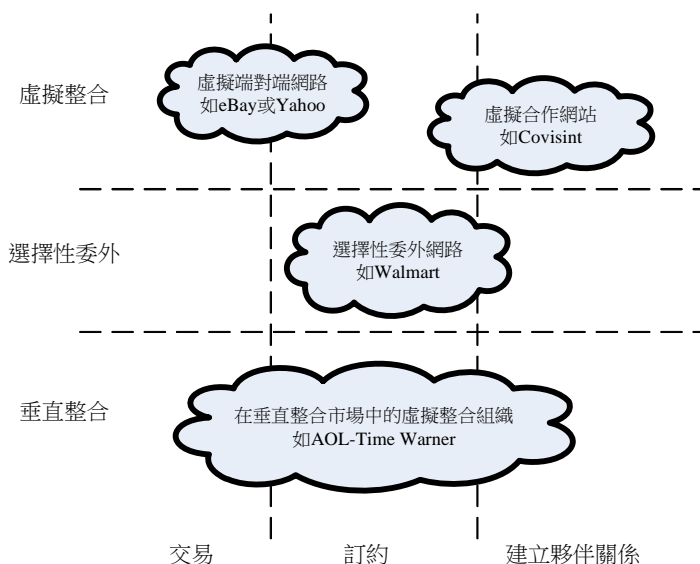 虛擬整合
虛擬端對端網路
如eBay或Yahoo
虛擬合作網站
如Covisint
選擇性委外
選擇性委外網路
如Walmart
垂直整合
在垂直整合市場中的虛擬整合組織
如AOL-Time Warner
交易
訂約
建立夥伴關係